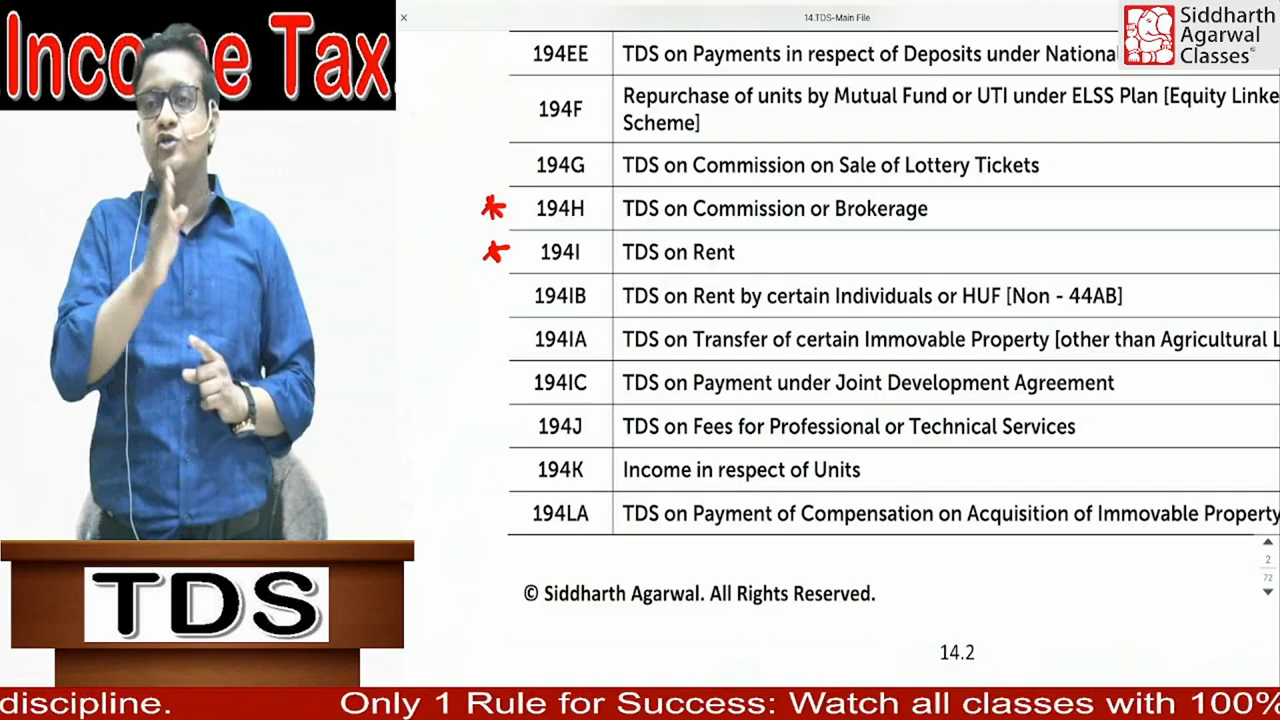 Income Tax.
14.TDS-Main File
Siddharth
Agarwal
Classes
194EE TDS on Payments in respect of Deposits under Nationa
194F Repurchase of units by Mutual Fund or UTI under ELSS Plan [Equity Linke
Scheme]
194G TDS on Commission on Sale of Lottery Tickets
194H TDS on Commission or Brokerage
194I TDS on Rent
194IB TDS on Rent by certain Individuals or HUF [Non - 44AB]
194IA TDS on Transfer of certain Immovable Property [other than Agricultural L
194IC TDS on Payment under Joint Development Agreement
194J TDS on Fees for Professional or Technical Services
194K Income in respect of Units
194LA TDS on Payment of Compensation on Acquisition of Immovable Property
2
72
© Siddharth Agarwal. All Rights Reserved.
14.2
TDS
discipline. Only 1 Rule for Success: Watch all classes with 100%